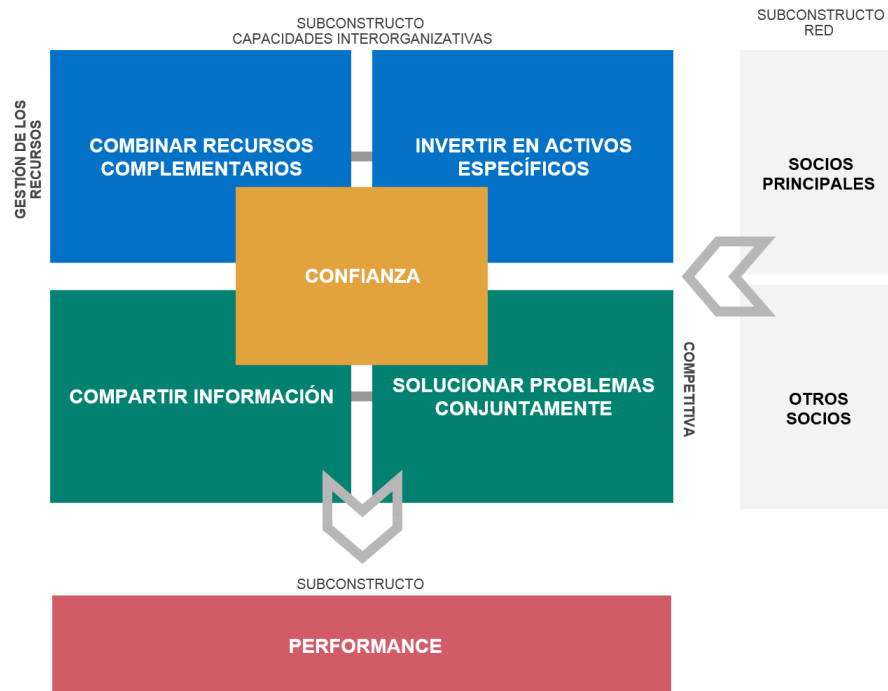 SUBCONSTRUCTO
CAPACIDADES INTERORGANIZATIVAS
SUBCONSTRUCTO
RED
GESTIÓN DE LOS
RECURSOS
COMBINAR RECURSOS
COMPLEMENTARIOS
INVERTIR EN ACTIVOS
ESPECÍFICOS
SOCIOS
PRINCIPALES
CONFIANZA
COMPARTIR INFORMACIÓN
SOLUCIONAR PROBLEMAS
CONJUNTAMENTE
COMPETITIVA
OTROS
SOCIOS
SUBCONSTRUCTO
PERFORMANCE